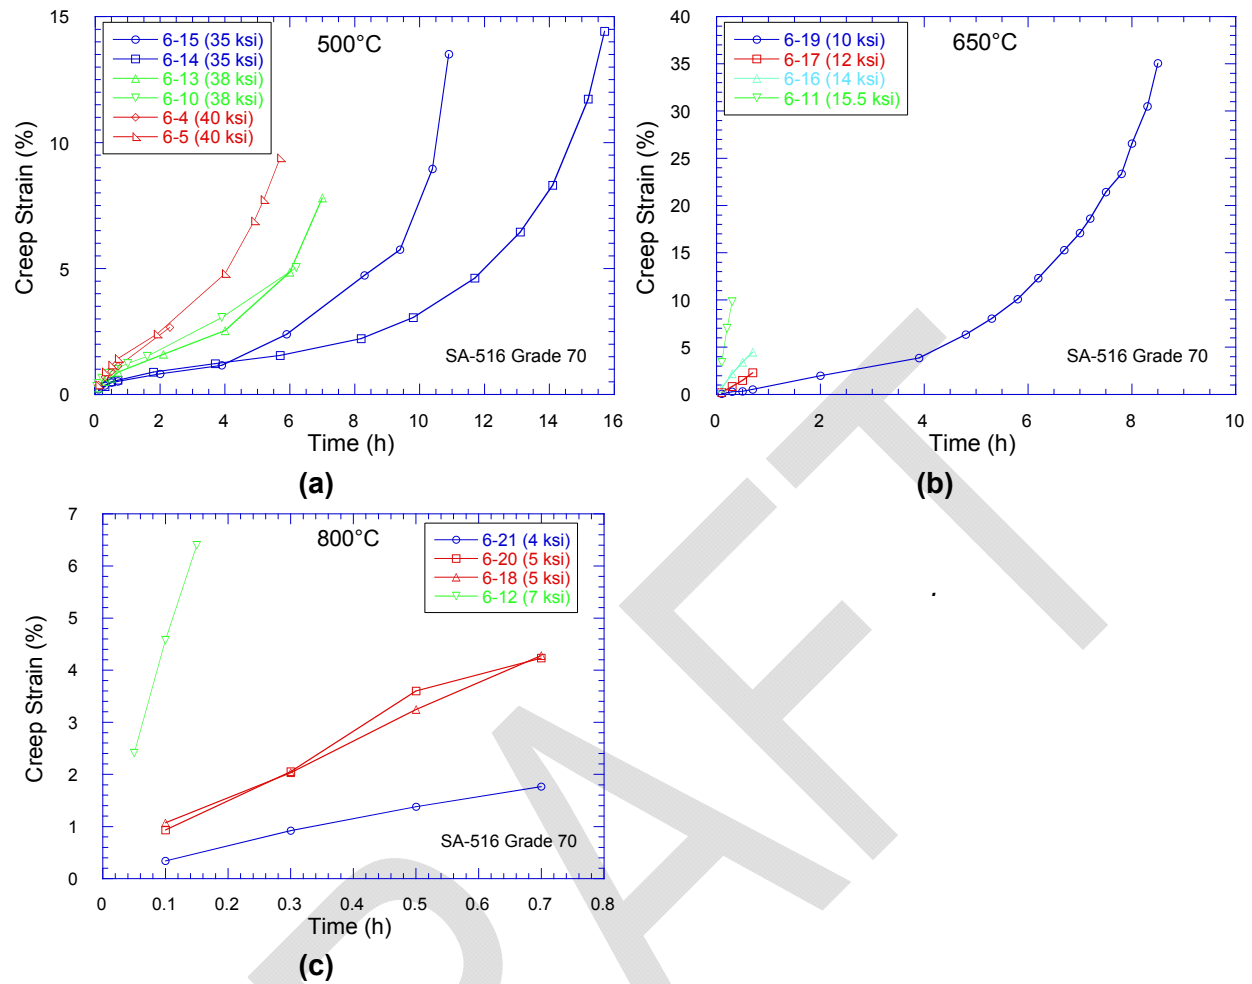 15
10
5
0
Creep Strain (%)
6-15 (35 ksi)
6-14 (35 ksi)
6-13 (38 ksi)
6-10 (38 ksi)
6-4 (40 ksi)
6-5 (40 ksi)
500°C
SA-516 Grade 70
0 2 4 6 8 10 12 14 16
Time (h)
(a)
40
35
30
25
20
15
10
5
0
Creep Strain (%)
6-19 (10 ksi)
6-17 (12 ksi)
6-16 (14 ksi)
6-11 (15.5 ksi)
650°C
SA-516 Grade 70
0 2 4 6 8 10
Time (h)
(b)
7
6
5
4
3
2
1
0
Creep Strain (%)
800°C
6-21 (4 ksi)
6-20 (5 ksi)
6-18 (5 ksi)
6-12 (7 ksi)
SA-516 Grade 70
0 0.1 0.2 0.3 0.4 0.5 0.6 0.7 0.8
Time (h)
(c)
.